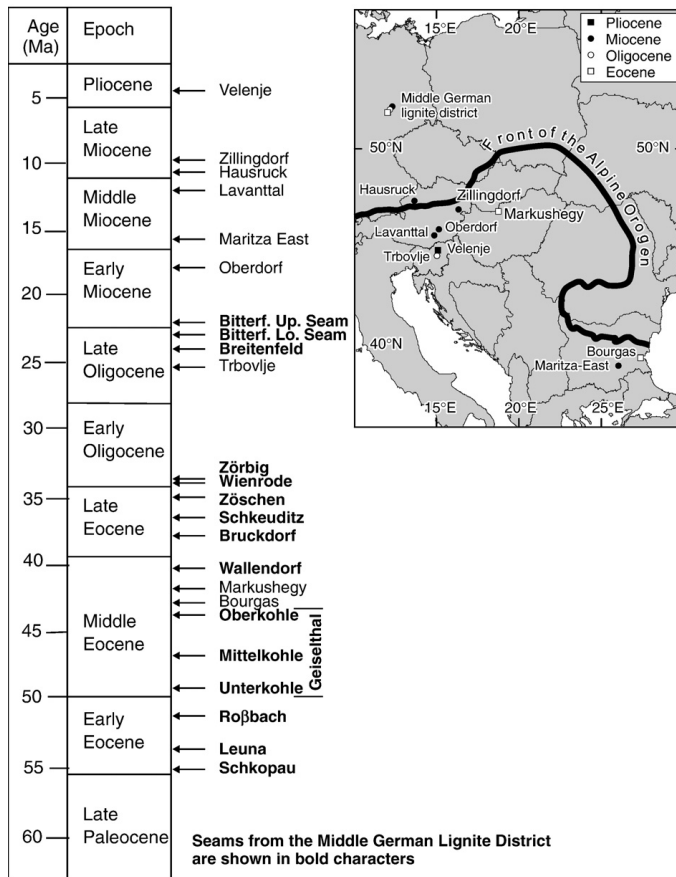 Age
(Ma)
Epoch
5
10
15
20
25
30
35
40
45
50
55
60
Pliocene
Late
Miocene
Middle
Miocene
Early
Miocene
Late
Oligocene
Early
Oligocene
Late
Eocene
Middle
Eocene
Early
Eocene
Late
Paleocene
Velenje
Zillingdorf
Hausruck
Lavanttal
Maritza East
Oberdorf
Bitterf. Up. Seam
Bitterf. Lo. Seam
Breitenfeld
Trbovlje
Zörbig
Wienrode
Zöschen
Schkeuditz
Bruckdorf
Wallendorf
Markushegy
Bourgas
Oberkohle
Mittelkohle
Unterkohle
Geiselthal
Roβbach
Leuna
Schkopau
Seams from the Middle German Lignite District
are shown in bold characters
15°E 20°E 25°E
Pliocene
Miocene
Oligocene
Eocene
Middle German
lignite district
50°N 50°N
Front of the Alpine Orogen
Hausruck
Zillingdorf
Markushegy
Lavanttal
Oberdorf
Velenje
Trbovlje
40°N 40°N
Bourgas
Maritza-East
15°E 20°E 25°E